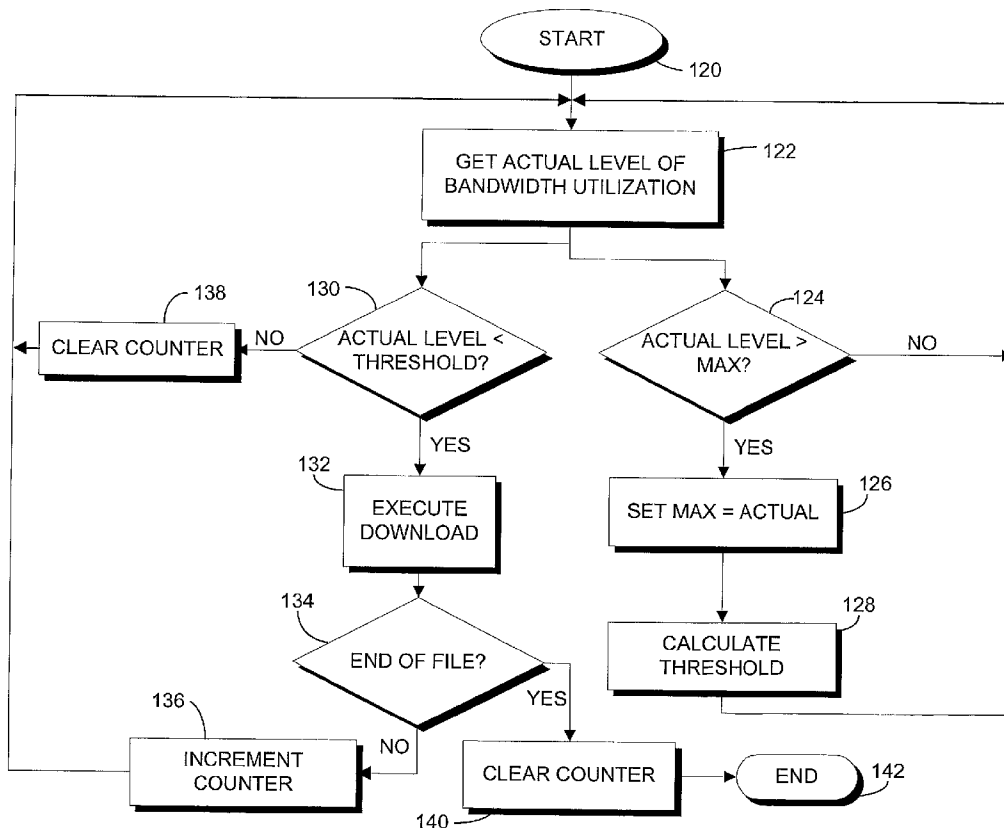 START
120
GET ACTUAL LEVEL OF
BANDWIDTH UTILIZATION
122
130
ACTUAL LEVEL <
THRESHOLD?
124
ACTUAL LEVEL >
MAX?
138
CLEAR COUNTER
NO
NO
YES
YES
132
EXECUTE
DOWNLOAD
126
SET MAX = ACTUAL
134
END OF FILE?
128
CALCULATE
THRESHOLD
YES
NO
136
INCREMENT
COUNTER
CLEAR COUNTER
140
END
142